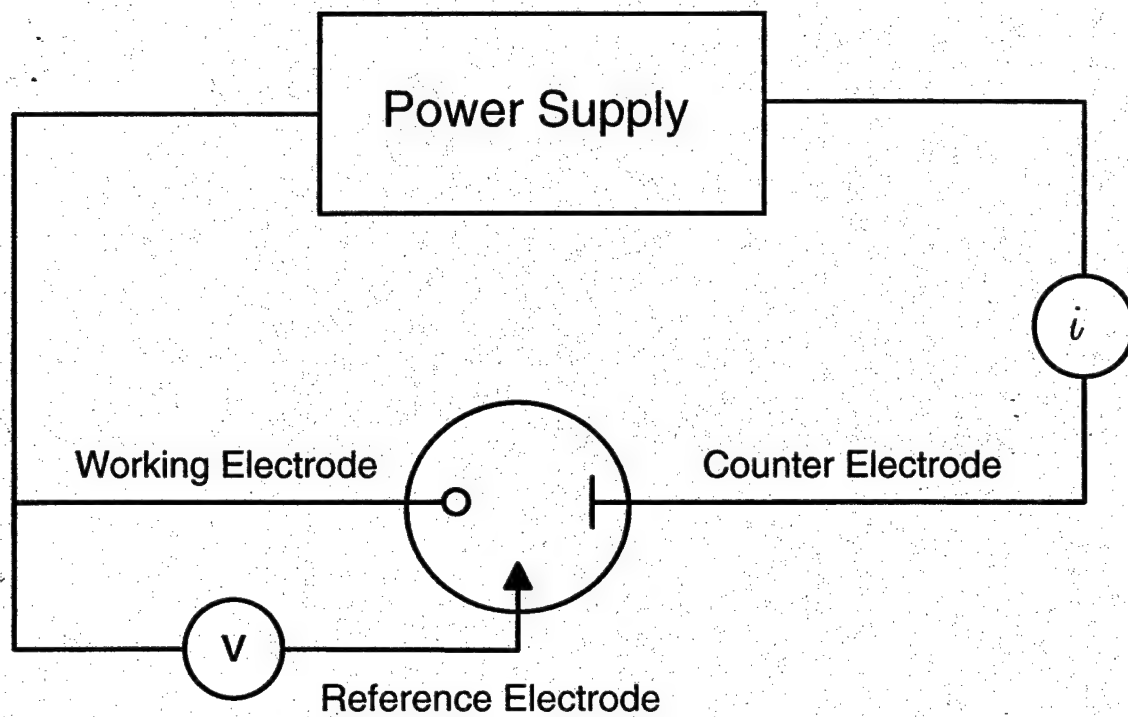 Power Supply
i
Working Electrode
Counter Electrode
V
Reference Electrode